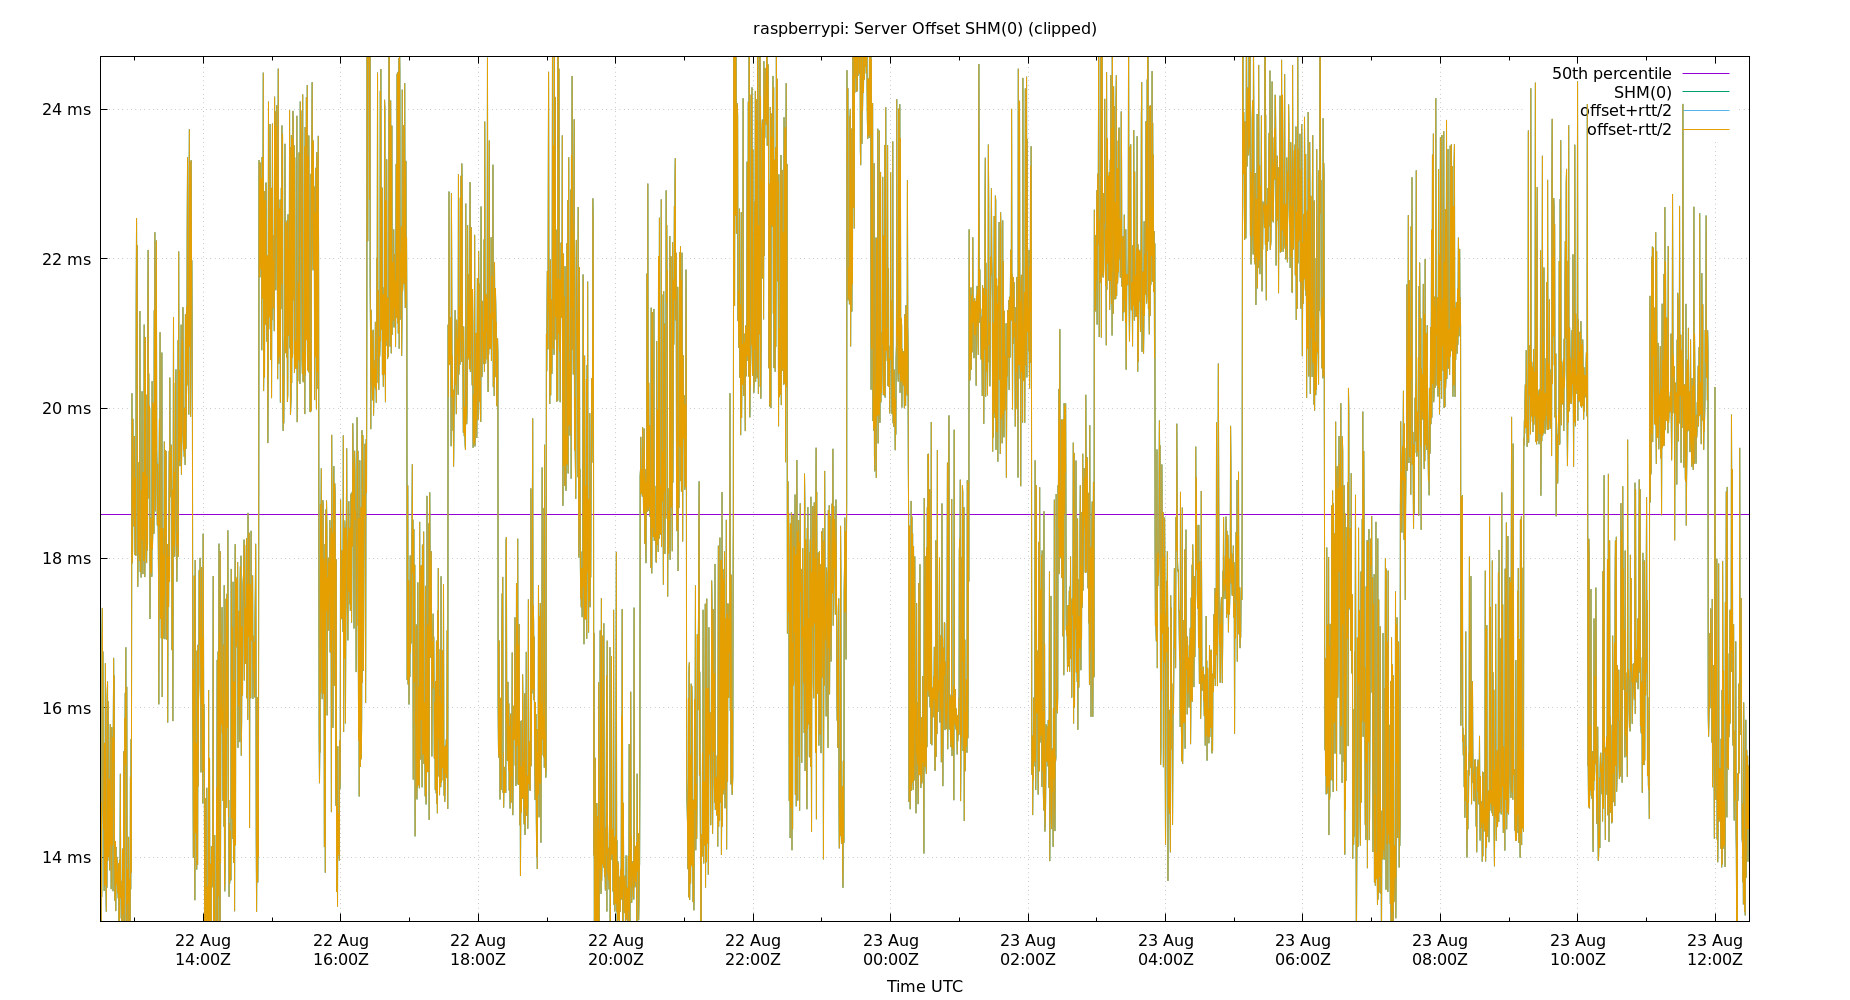 raspberrypi: Server Offset SHM(0) (clipped)
50th percentile
SHM(0)
offset+rtt/2
offset-rtt/2
24 ms
22 ms
20 ms
18 ms
16 ms
14 ms
22 Aug 22 Aug 22 Aug 22 Aug 22 Aug 23 Aug 23 Aug 23 Aug 23 Aug 23 Aug 23 Aug 23 Aug
14:00Z 16:00Z 18:00Z 20:00Z 22:00Z 00:00Z 02:00Z 04:00Z 06:00Z 08:00Z 10:00Z 12:00Z
Time UTC